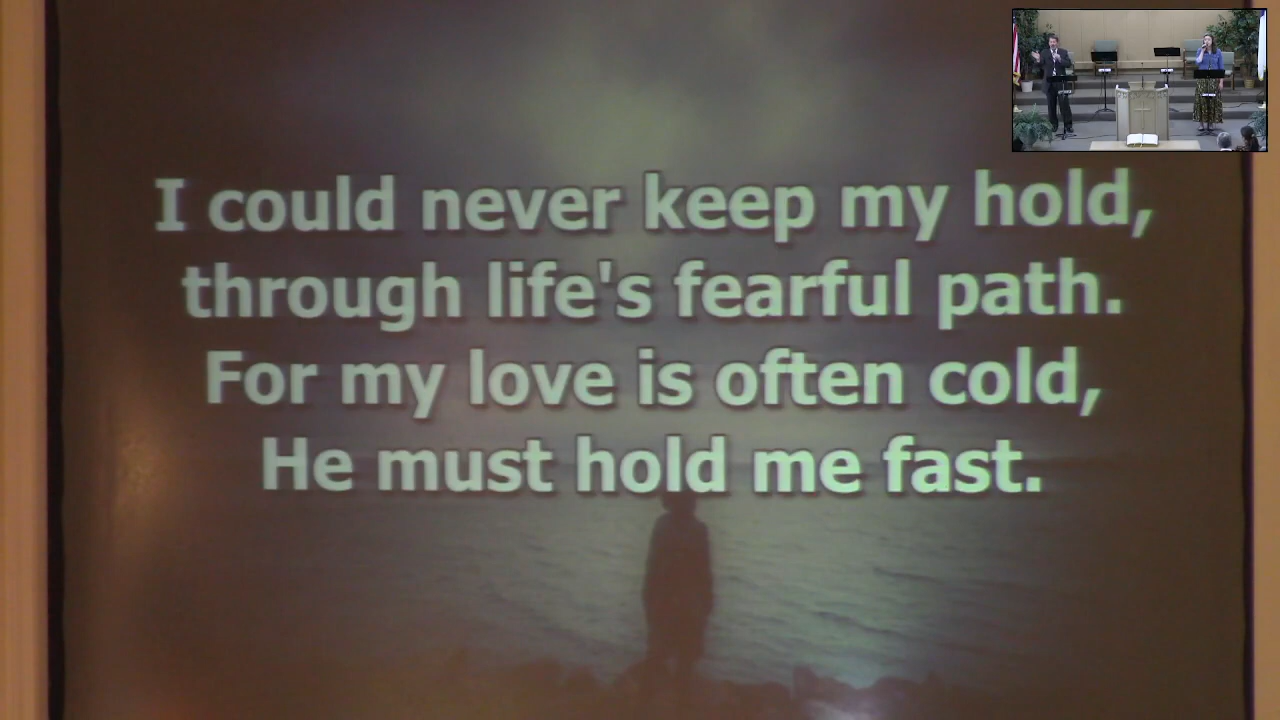 I could never keep my hold,
through life's fearful path.
For my love is often cold,
He must hold me fast.